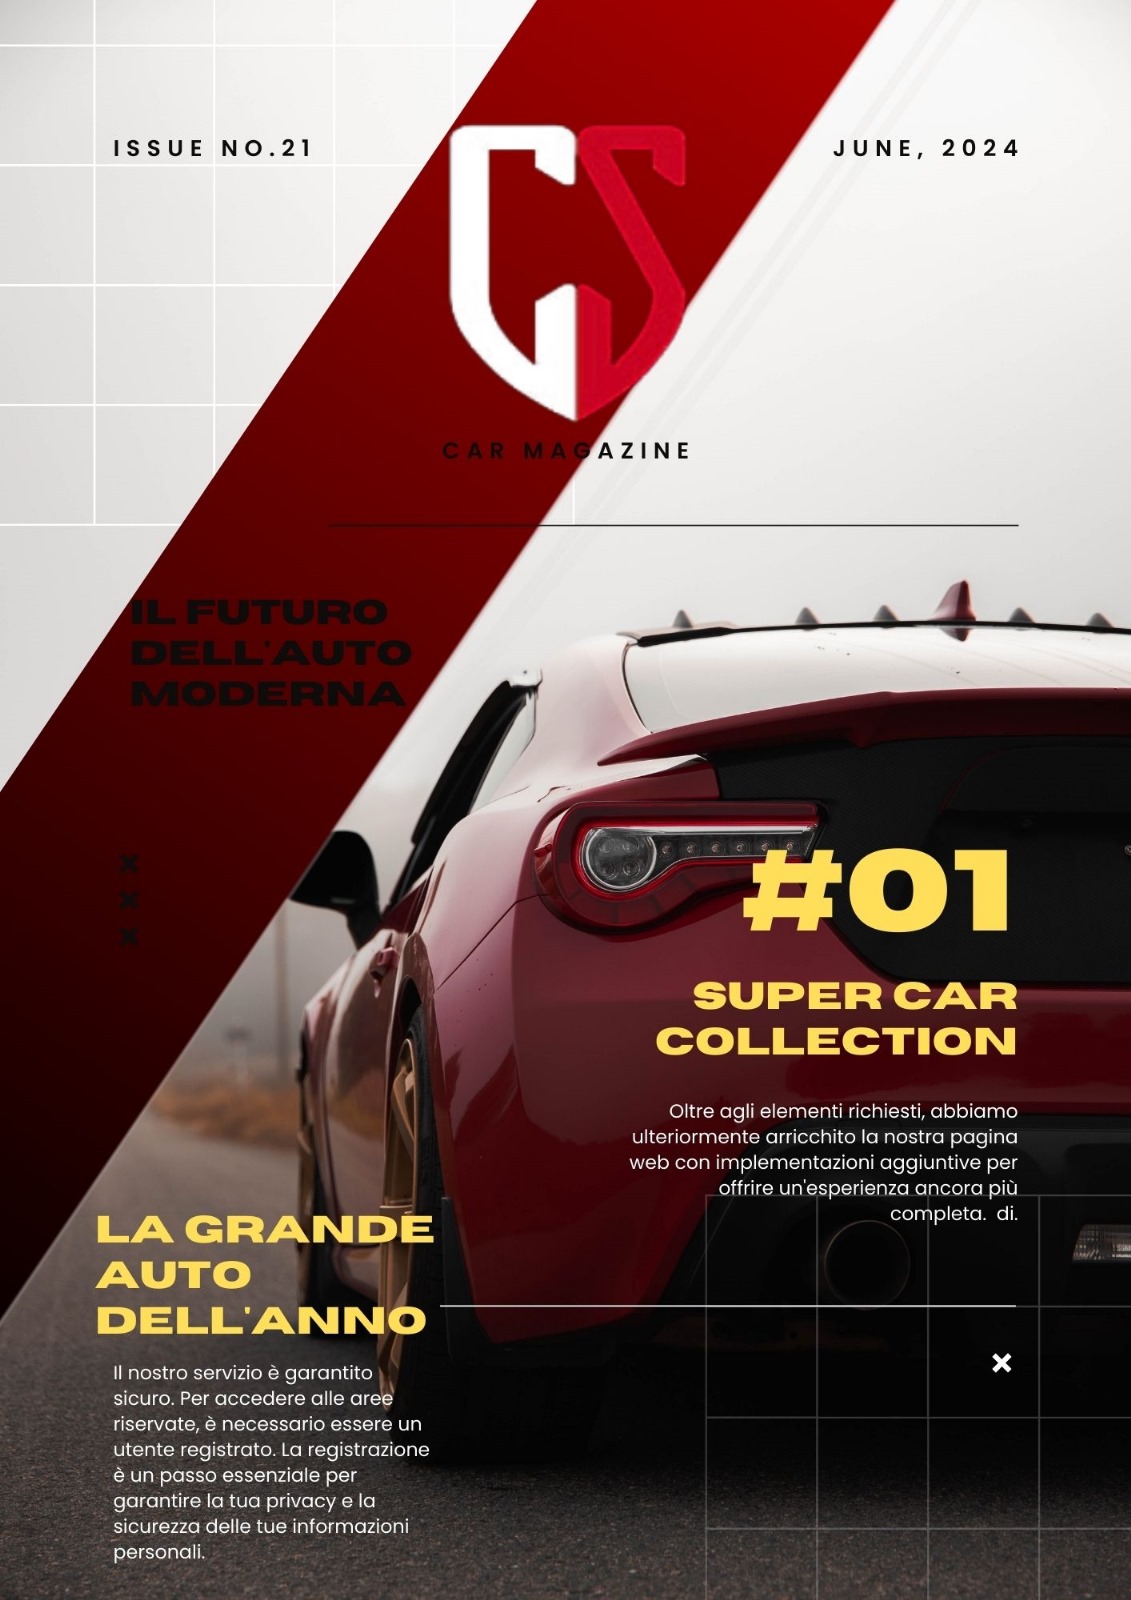 ISSUE NO.21
JUNE, 2024
CS
CAR MAGAZINE
IL FUTURO
DELL'AUTO
MODERNA
#01
SUPER CAR
COLLECTION
Oltre agli elementi richiesti, abbiamo
ulteriormente arricchito la nostra pagina
web con implementazioni aggiuntive per
offrire un'esperienza ancora più
completa.  di.
LA GRANDE
AUTO
DELL'ANNO
Il nostro servizio è garantito
sicuro. Per accedere alle aree
riservate, è necessario essere un
utente registrato. La registrazione
è un passo essenziale per
garantire la tua privacy e la
sicurezza delle tue informazioni
personali.